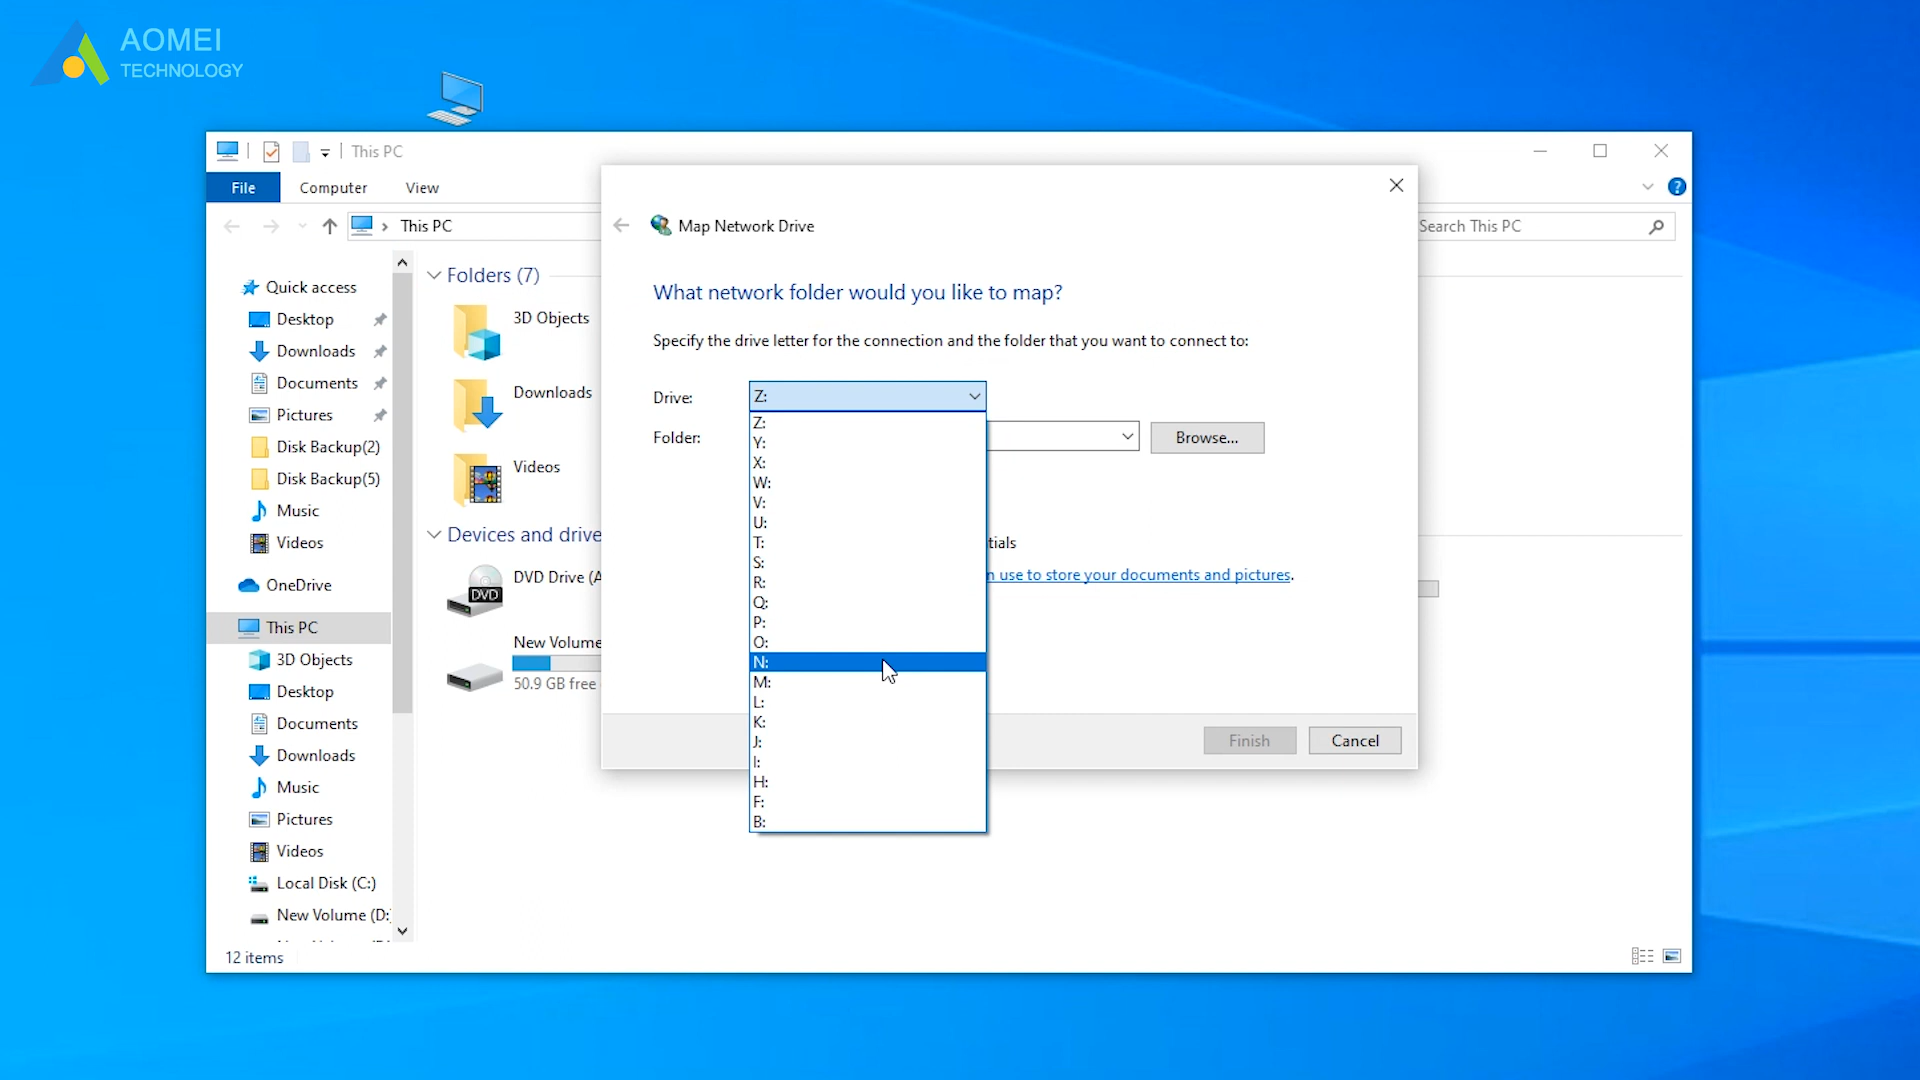 AOMEI
TECHNOLOGY
This PC
File
Computer
View
This PC
Search This PC
Quick access
Desktop
Downloads
Documents
Pictures
Disk Backup(2)
Disk Backup(5)
Music
Videos
OneDrive
This PC
3D Objects
Desktop
Documents
Downloads
Music
Pictures
Videos
Local Disk (C:)
New Volume (D:
12 items
Folders (7)
3D Objects
Downloads
Videos
Devices and drive
DVD Drive (A
DVD
New Volume
50.9 GB free
Map Network Drive
What network folder would you like to map?
Specify the drive letter for the connection and the folder that you want to connect to:
Drive:
Z:
Folder:
Browse...
Z:
Y:
X:
W:
V:
U:
T:
S:
R:
Q:
P:
O:
N:
M:
L:
K:
J:
I:
H:
F:
B:
tials
n use to store your documents and pictures.
Finish
Cancel